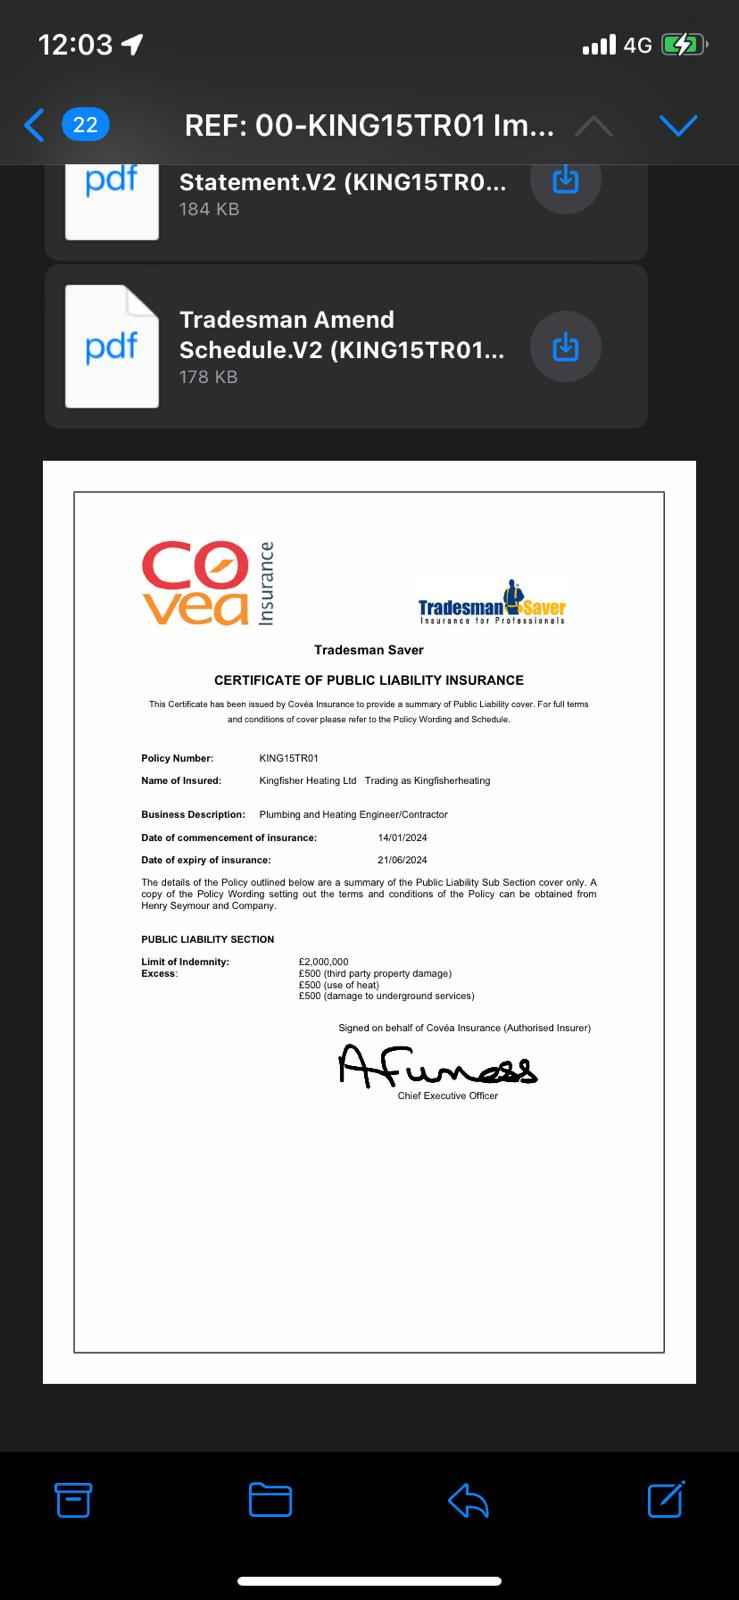 12:03
4G
22
REF: 00-KING15TR01 Im...
pdf
Statement.V2 (KING15TR0...
184 KB
pdf
Tradesman Amend
Schedule.V2 (KING15TR01...
178 KB
covéa
Insurance
Tradesman Saver
Insurance for Professionals
Tradesman Saver
CERTIFICATE OF PUBLIC LIABILITY INSURANCE
This Certificate has been issued by Covéa Insurance to provide a summary of Public Liability cover. For full terms
and conditions of cover please refer to the Policy Wording and Schedule.
Policy Number: KING15TR01
Name of Insured: Kingfisher Heating Ltd Trading as Kingfisherheating
Business Description: Plumbing and Heating Engineer/Contractor
Date of commencement of insurance: 14/01/2024
Date of expiry of insurance: 21/06/2024
The details of the Policy outlined below are a summary of the Public Liability Sub Section cover only. A
copy of the Policy Wording setting out the terms and conditions of the Policy can be obtained from
Henry Seymour and Company.
PUBLIC LIABILITY SECTION
Limit of Indemnity: £2,000,000
Excess: £500 (third party property damage)
£500 (use of heat)
£500 (damage to underground services)
Signed on behalf of Covéa Insurance (Authorised Insurer)
A Furness
Chief Executive Officer